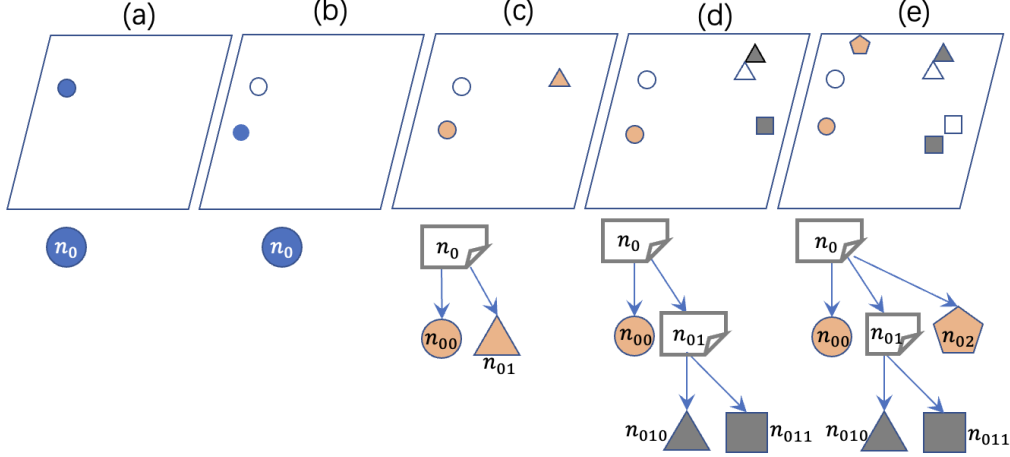 (a) (b) (c) (d) (e)
n₀ n₀ n₀ n₀ n₀
n₀₀ n₀₁ n₀₀ n₀₁ n₀₀ n₀₁ n₀₂
n₀₁₀ n₀₁₁ n₀₁₀ n₀₁₁